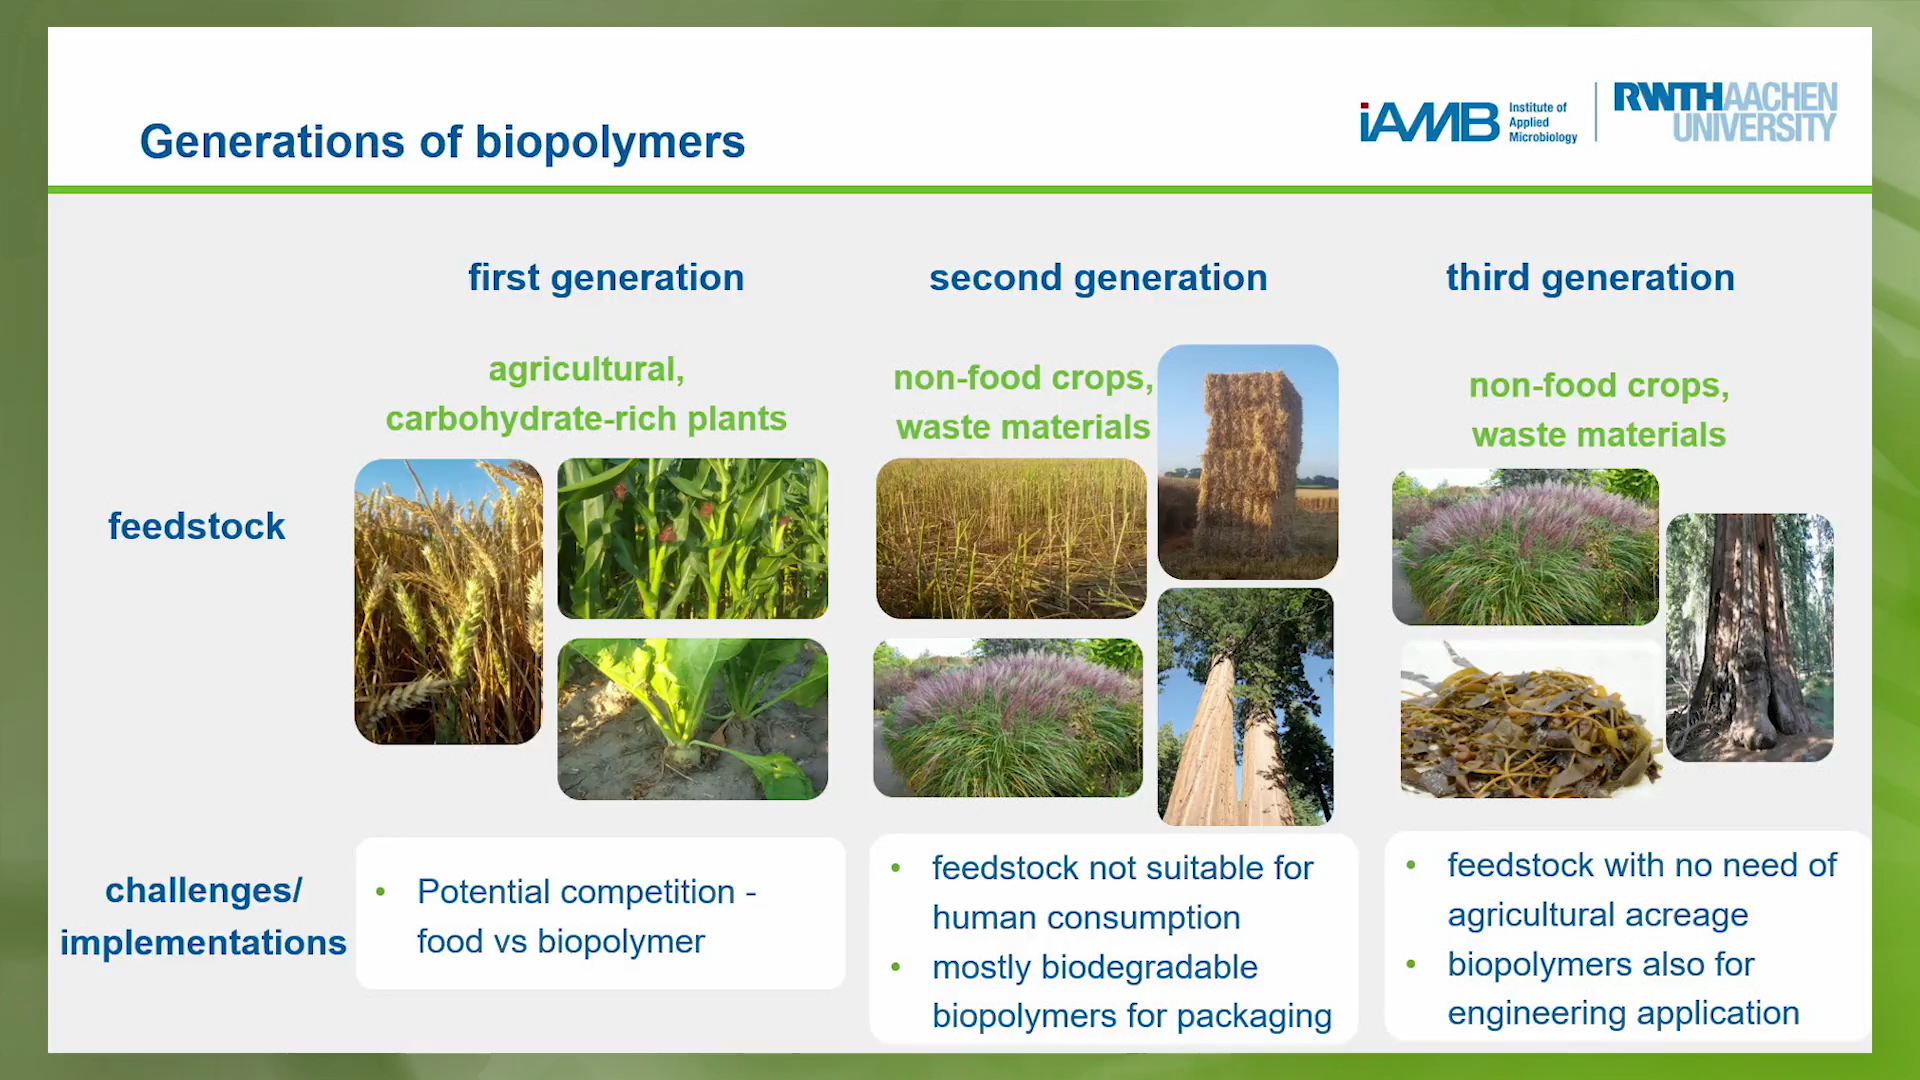 Generations of biopolymers
iAMB
Institute of
Applied
Microbiology
RWTHAACHEN
UNIVERSITY
first generation
second generation
third generation
agricultural,
carbohydrate-rich plants
non-food crops,
waste materials
non-food crops,
waste materials
feedstock
challenges/
implementations
• Potential competition -
food vs biopolymer
• feedstock not suitable for
human consumption
• mostly biodegradable
biopolymers for packaging
• feedstock with no need of
agricultural acreage
• biopolymers also for
engineering application